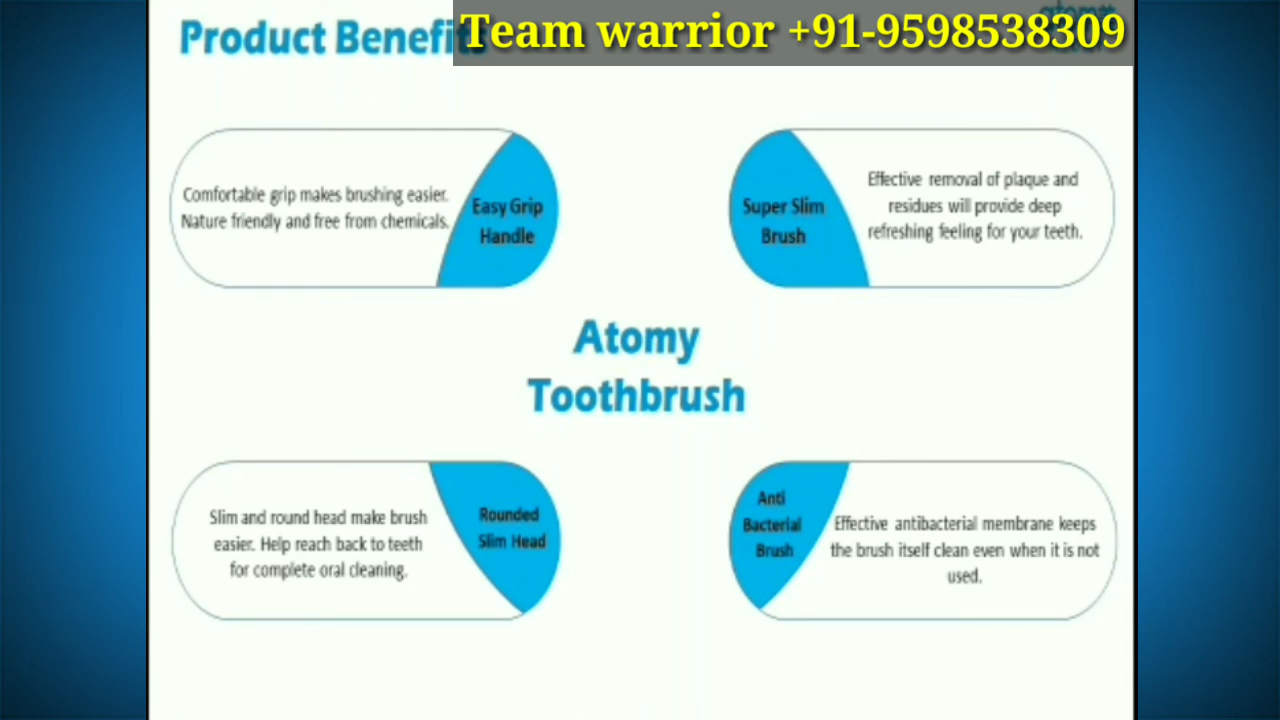 Product Benefits
Team warrior +91-9598538309
Comfortable grip makes brushing easier.
Nature friendly and free from chemicals.
Easy Grip
Handle
Super Slim
Brush
Effective removal of plaque and
residues will provide deep
refreshing feeling for your teeth.
Atomy
Toothbrush
Slim and round head make brush
easier. Help reach back to teeth
for complete oral cleaning.
Rounded
Slim Head
Anti
Bacterial
Brush
Effective antibacterial membrane keeps
the brush itself clean even when it is not
used.